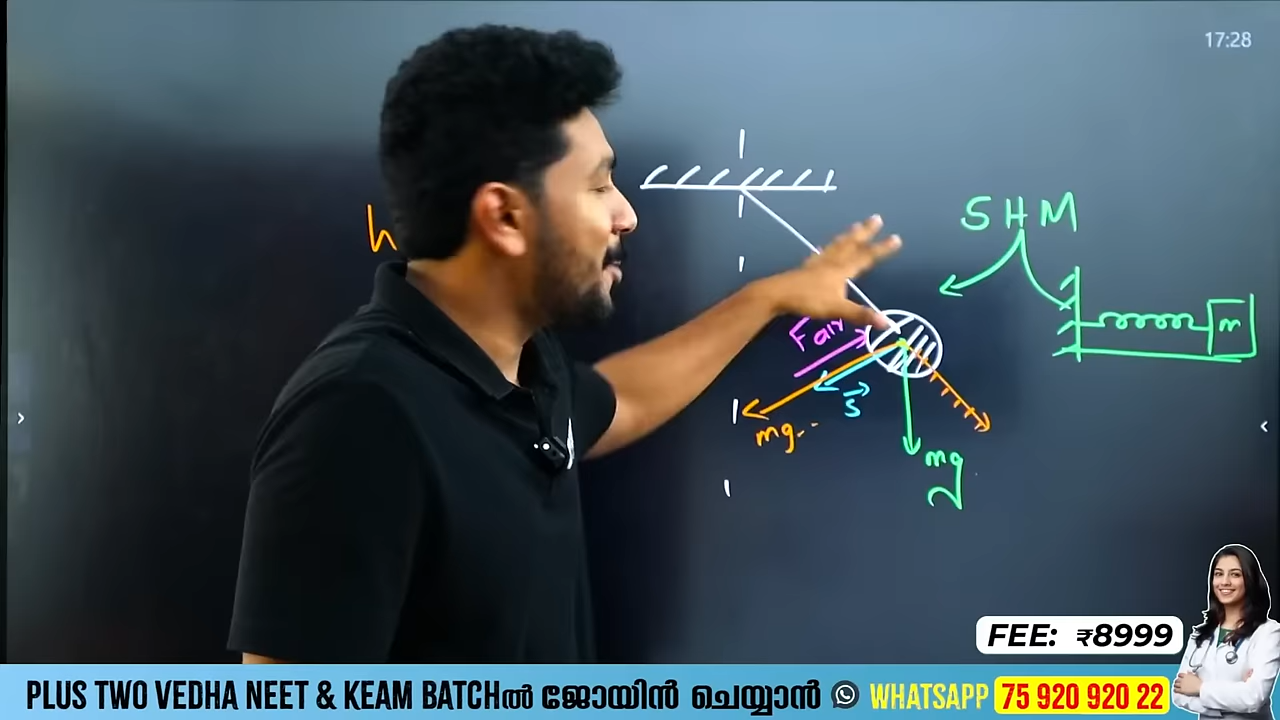 17:28
h
SHM
m
Fair
s
mg..
mg
FEE: ₹8999
PLUS TWO VEDHA NEET & KEAM BATCHൽ ജോയിൻ ചെയ്യാൻ WHATSAPP 75 920 920 22